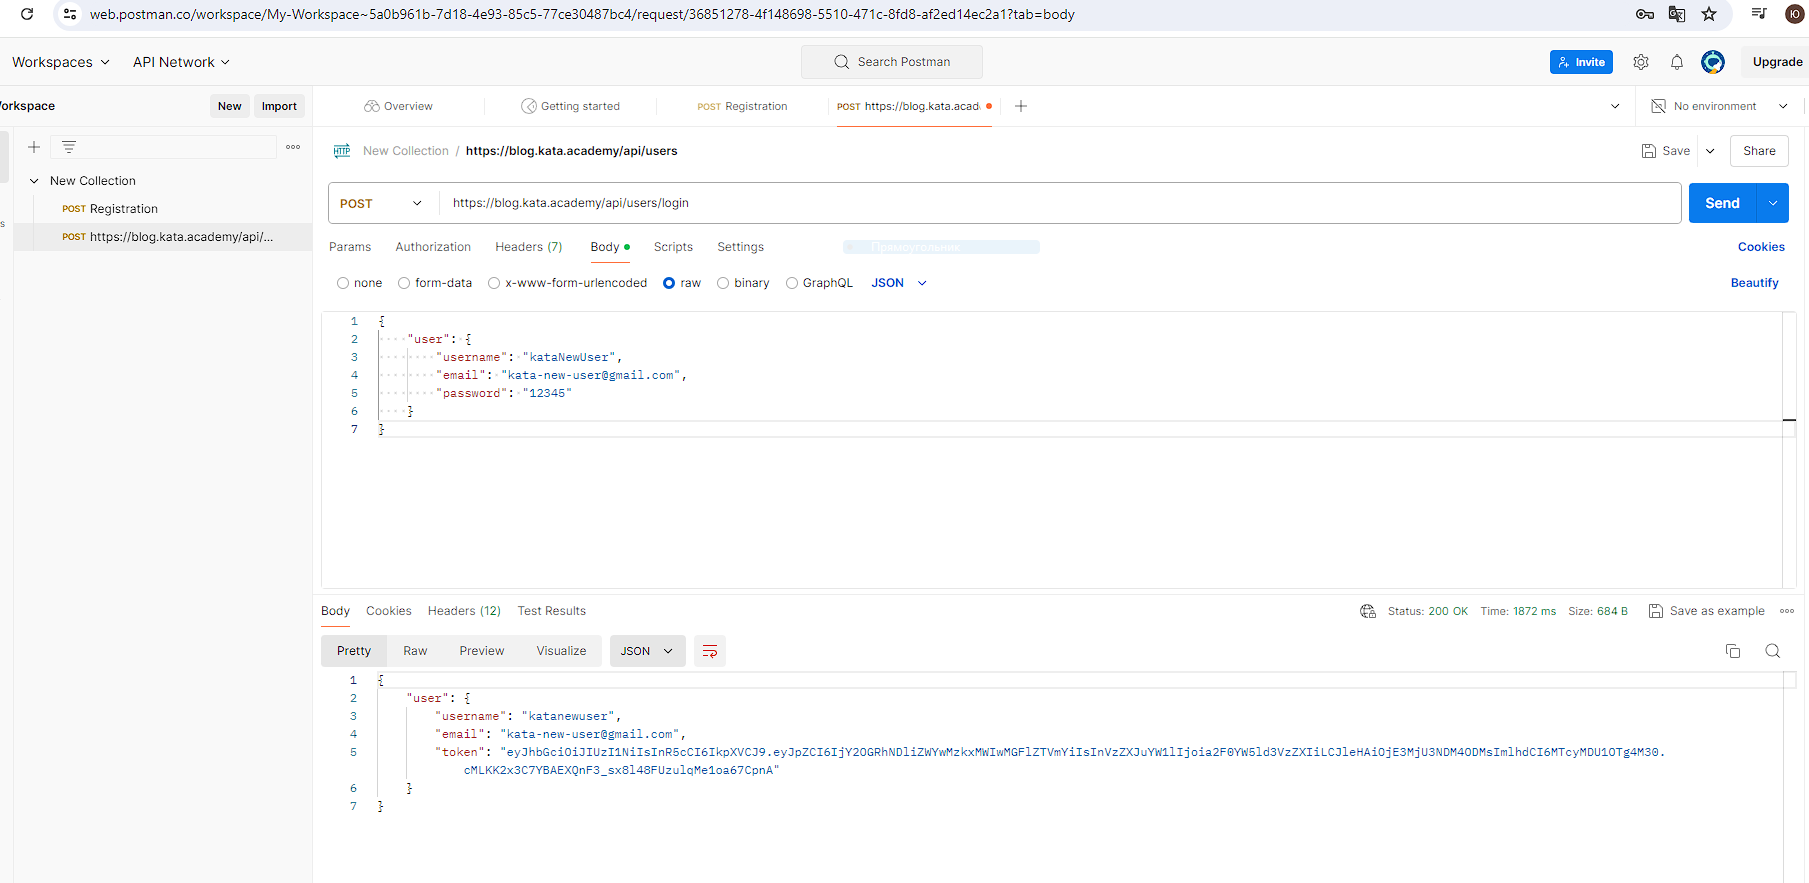 web.postman.co/workspace/My-Workspace~5a0b961b-7d18-4e93-85c5-77ce30487bc4/request/36851278-4f148698-5510-471c-8fd8-af2ed14ec2a1?tab=body
Ю
Workspaces API Network Search Postman Invite Upgrade
orkspace New Import Overview Getting started POST Registration POST https://blog.kata.acad No environment
New Collection / https://blog.kata.academy/api/users Save Share
New Collection
POST Registration
POST https://blog.kata.academy/api/...
s
POST https://blog.kata.academy/api/users/login Send
Params Authorization Headers (7) Body Scripts Settings Прямоугольник Cookies
none form-data x-www-form-urlencoded raw binary GraphQL JSON Beautify
1 {
2 "user": {
3 "username": "kataNewUser",
4 "email": "kata-new-user@gmail.com",
5 "password": "12345"
6 }
7 }
Body Cookies Headers (12) Test Results Status: 200 OK Time: 1872 ms Size: 684 B Save as example
Pretty Raw Preview Visualize JSON
1 {
2 "user": {
3 "username": "katanewuser",
4 "email": "kata-new-user@gmail.com",
5 "token": "eyJhbGciOiJIUzI1NiIsInR5cCI6IkpXVCJ9.eyJpZCI6IjY2OGRhNDliZWYwMzkxMWIwMGFlZTVmYiIsInVzZXJuYW1lIjoia2F0YW5ld3VzZXIiLCJleHAiOjE3MjU3NDM4ODMsImlhdCI6MTcyMDU1OTg4M30.
cMLKK2x3C7YBAEXQnF3_sx8l48FUzulqMe1oa67CpnA"
6 }
7 }